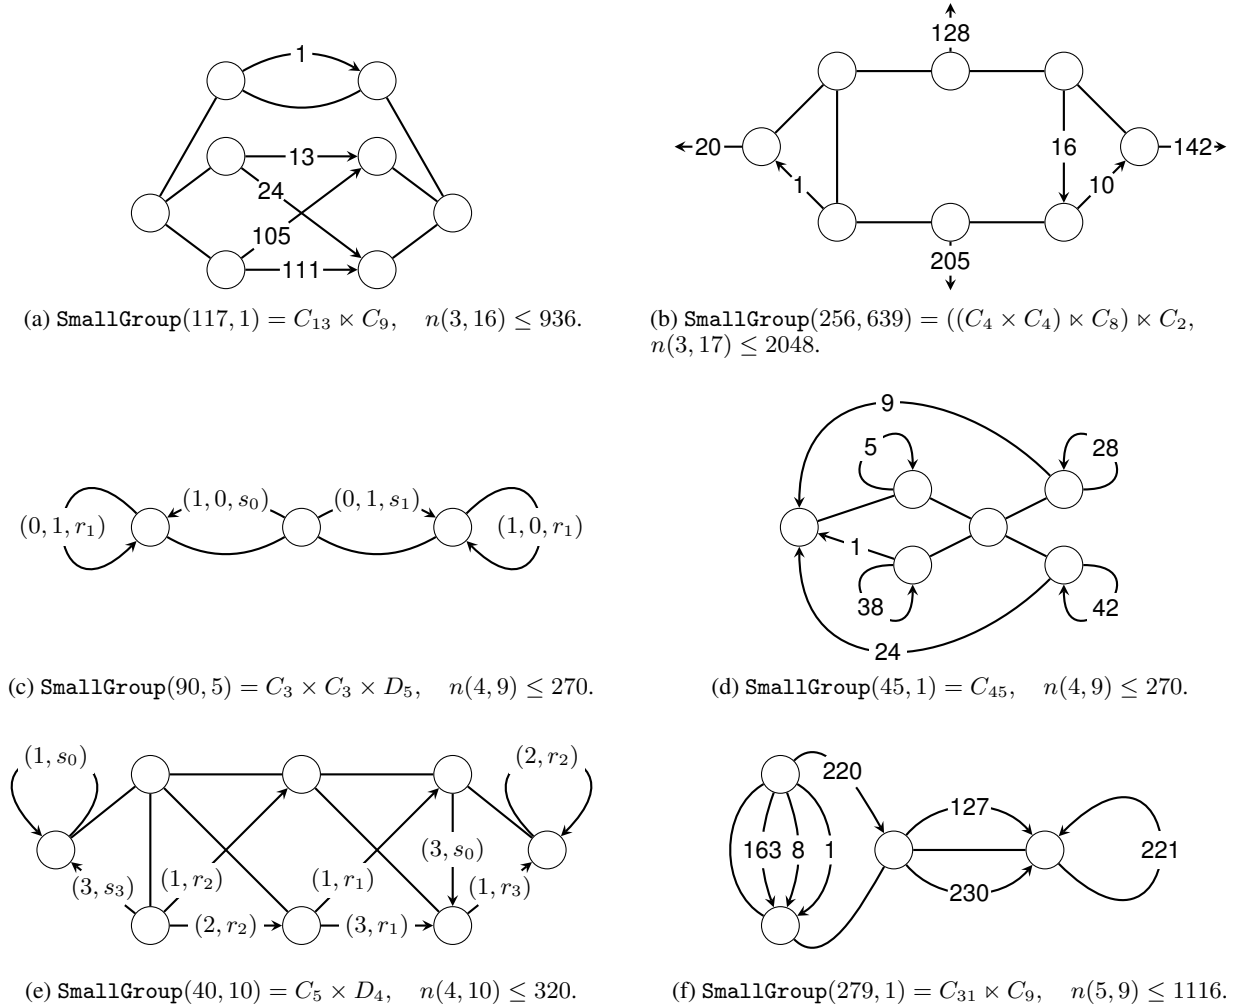 1
13
24
105
111
(a) SmallGroup(117, 1) = C₁₃ ⋉ C₉, n(3, 16) ≤ 936.
128
20
16
142
1
10
205
(b) SmallGroup(256, 639) = ((C₄ × C₄) ⋉ C₈) ⋉ C₂,
n(3, 17) ≤ 2048.
(1, 0, s₀)
(0, 1, s₁)
(0, 1, r₁)
(1, 0, r₁)
(c) SmallGroup(90, 5) = C₃ × C₃ × D₅, n(4, 9) ≤ 270.
9
5
28
1
38
42
24
(d) SmallGroup(45, 1) = C₄₅, n(4, 9) ≤ 270.
(1, s₀)
(2, r₂)
(3, s₀)
(3, s₃)
(1, r₂)
(1, r₁)
(1, r₃)
(2, r₂)
(3, r₁)
(e) SmallGroup(40, 10) = C₅ × D₄, n(4, 10) ≤ 320.
220
127
163
8
1
221
230
(f) SmallGroup(279, 1) = C₃₁ ⋉ C₉, n(5, 9) ≤ 1116.